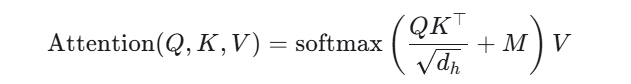 Attention(Q, K, V) = softmax ( QK^⊤ / √d_h + M ) V